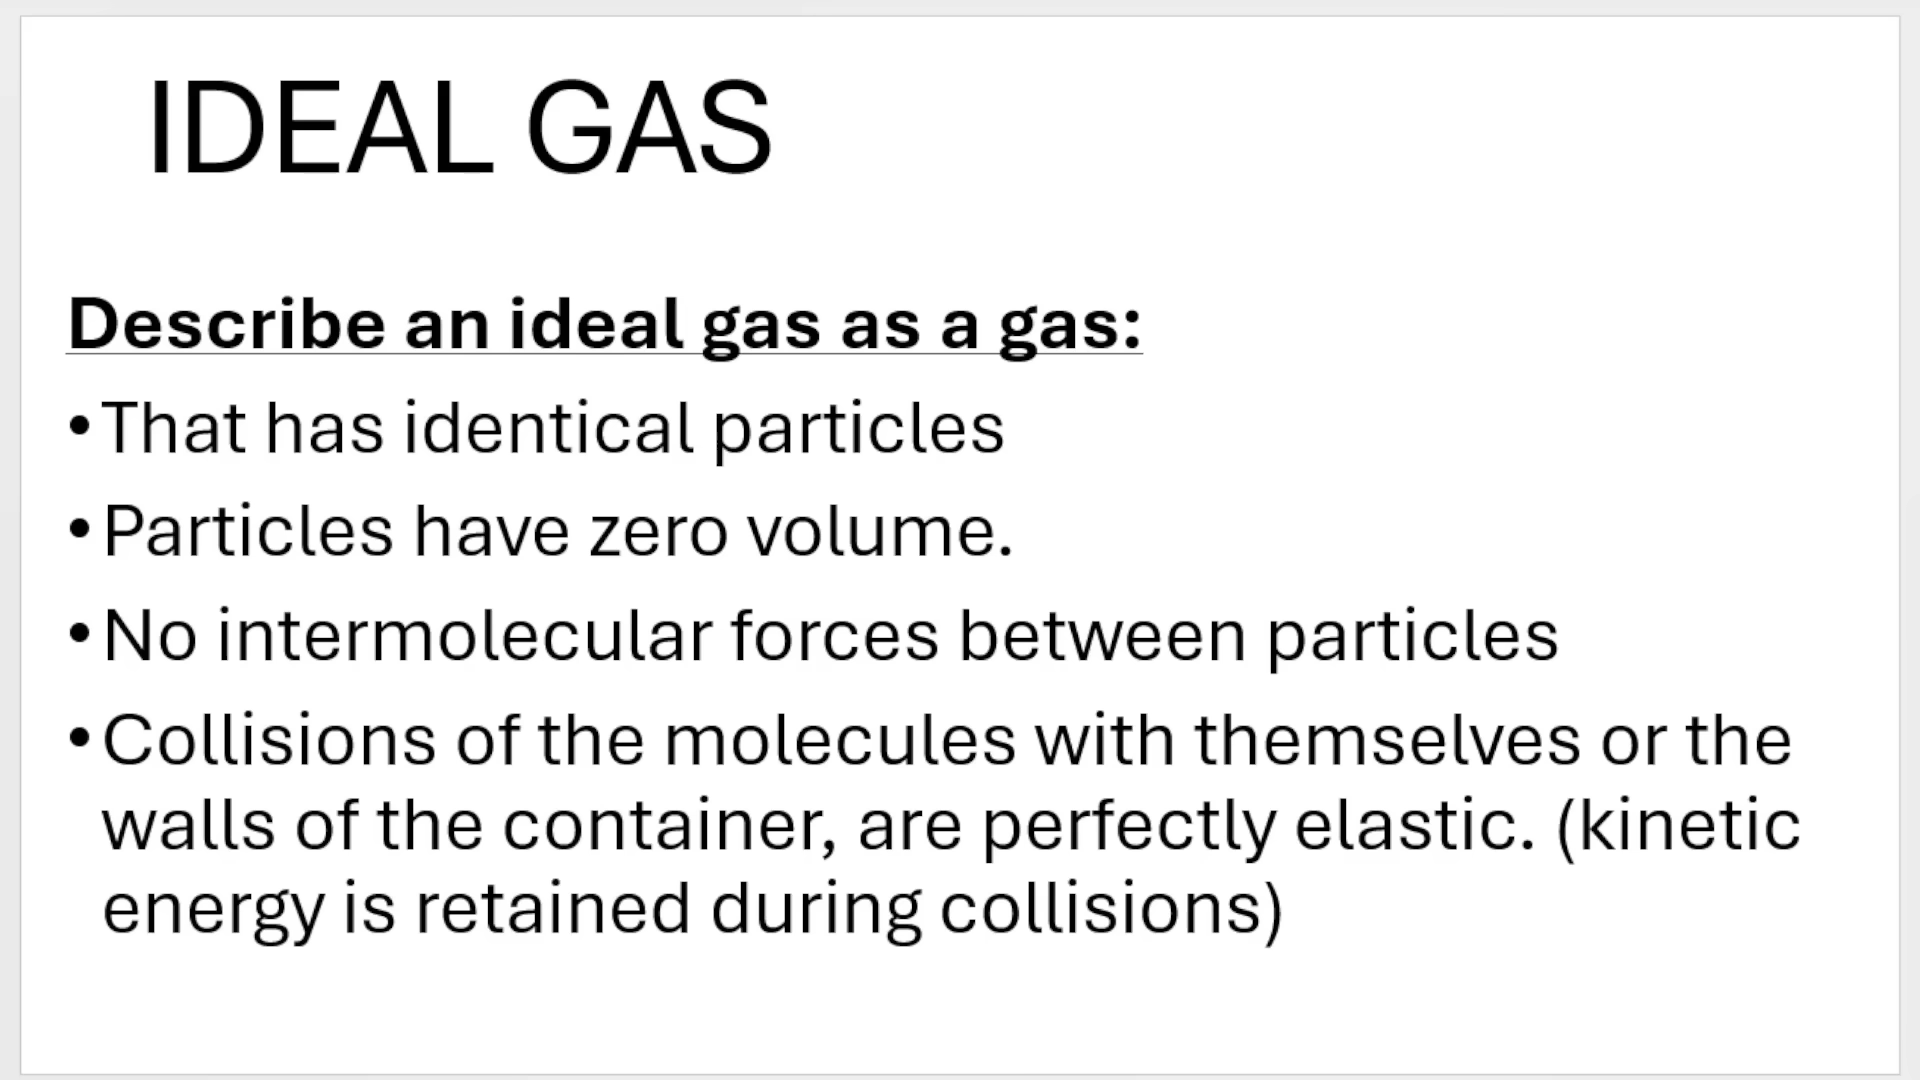 IDEAL GAS
Describe an ideal gas as a gas:
•That has identical particles
•Particles have zero volume.
•No intermolecular forces between particles
•Collisions of the molecules with themselves or the
walls of the container, are perfectly elastic. (kinetic
energy is retained during collisions)